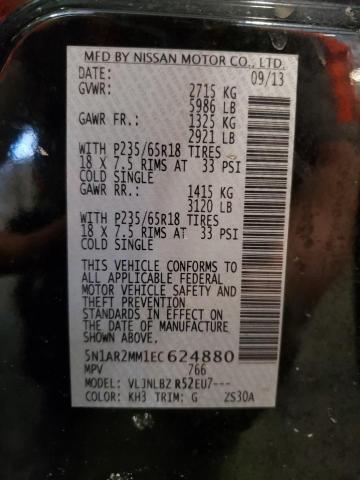 MFD BY NISSAN MOTOR CO., LTD.
DATE: 09/13
GVWR: 2715 KG
5986 LB
GAWR FR.: 1325 KG
2921 LB
WITH P235/65R18 TIRES
18 X 7.5 RIMS AT 33 PSI
COLD SINGLE
GAWR RR.: 1415 KG
3120 LB
WITH P235/65R18 TIRES
18 X 7.5 RIMS AT 33 PSI
COLD SINGLE
THIS VEHICLE CONFORMS TO
ALL APPLICABLE FEDERAL
MOTOR VEHICLE SAFETY AND
THEFT PREVENTION
STANDARDS IN EFFECT ON
THE DATE OF MANUFACTURE
SHOWN ABOVE.
5N1AR2MM1EC 624880
MPV 766
MODEL: VLJNLBZ R52EU7---
COLOR: KH3 TRIM: G ZS30A